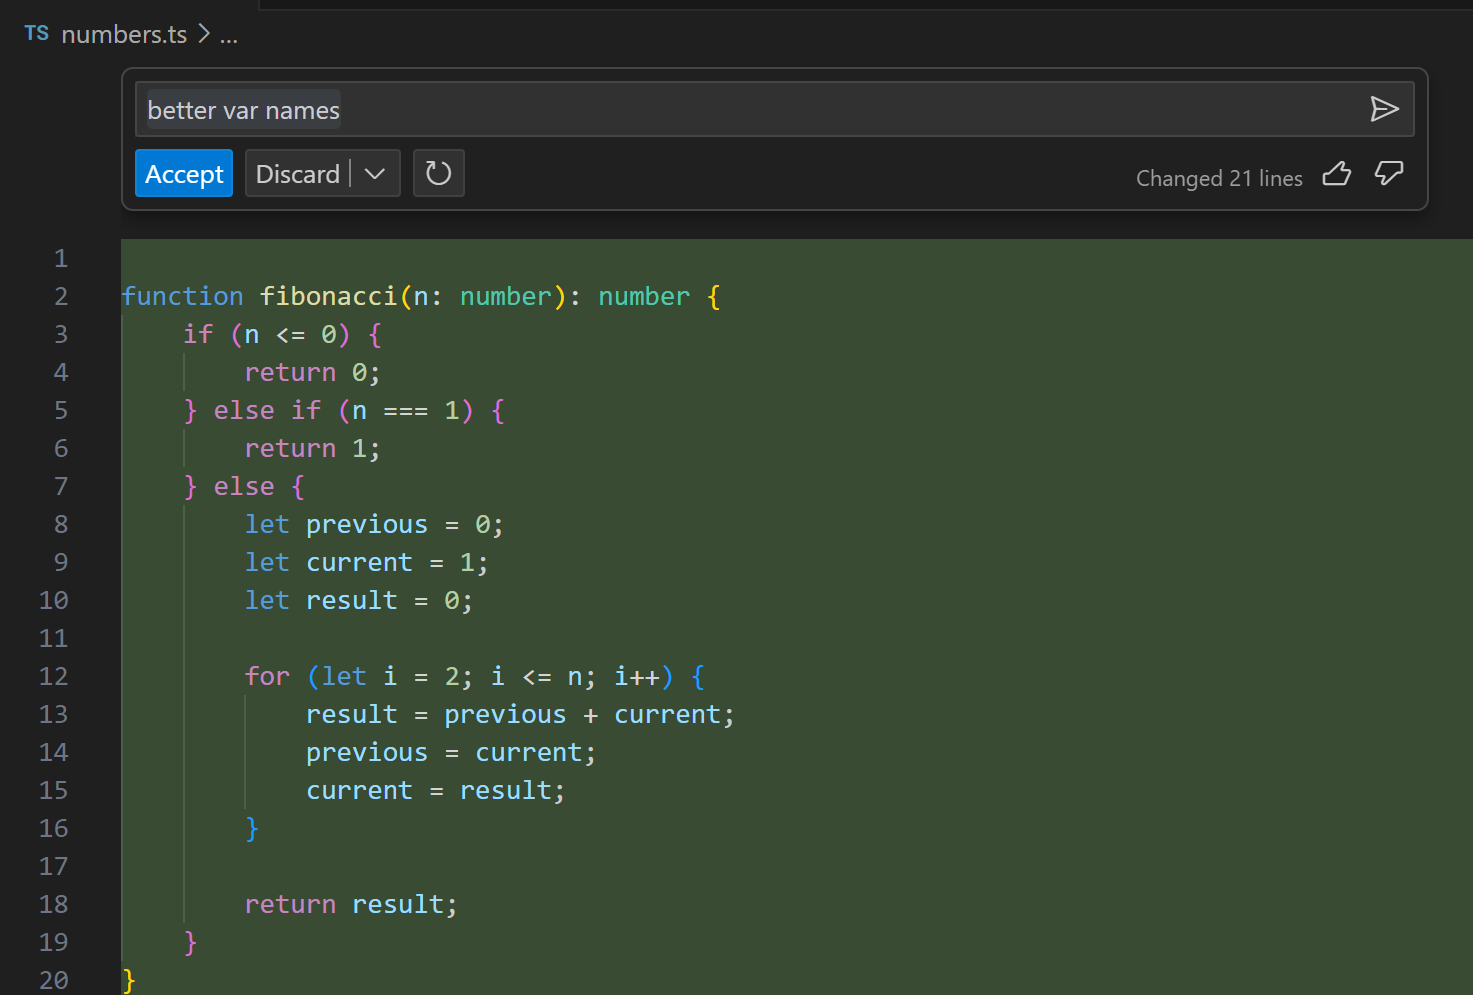 TS numbers.ts > ...
better var names
Accept Discard
Changed 21 lines
1
2 function fibonacci(n: number): number {
3     if (n <= 0) {
4         return 0;
5     } else if (n === 1) {
6         return 1;
7     } else {
8         let previous = 0;
9         let current = 1;
10         let result = 0;
11
12         for (let i = 2; i <= n; i++) {
13             result = previous + current;
14             previous = current;
15             current = result;
16         }
17
18         return result;
19     }
20 }